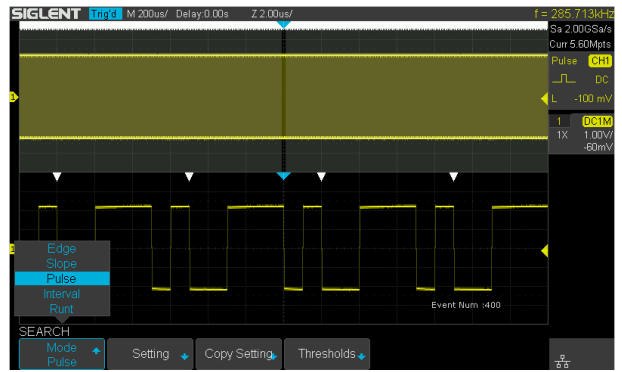 SIGLENT Trig'd M 200us/ Delay:0.00s Z 2.00us/ f = 285.713kHz
Sa 2.00GSa/s
Curr 5.60Mpts
Pulse CH1
DC
L -100 mV
1 DC1M
1X 1.00V/
-60mV
1
1
Edge
Slope
Pulse
Interval
Runt
Event Num :400
SEARCH
Mode
Pulse
Setting
Copy Setting
Thresholds